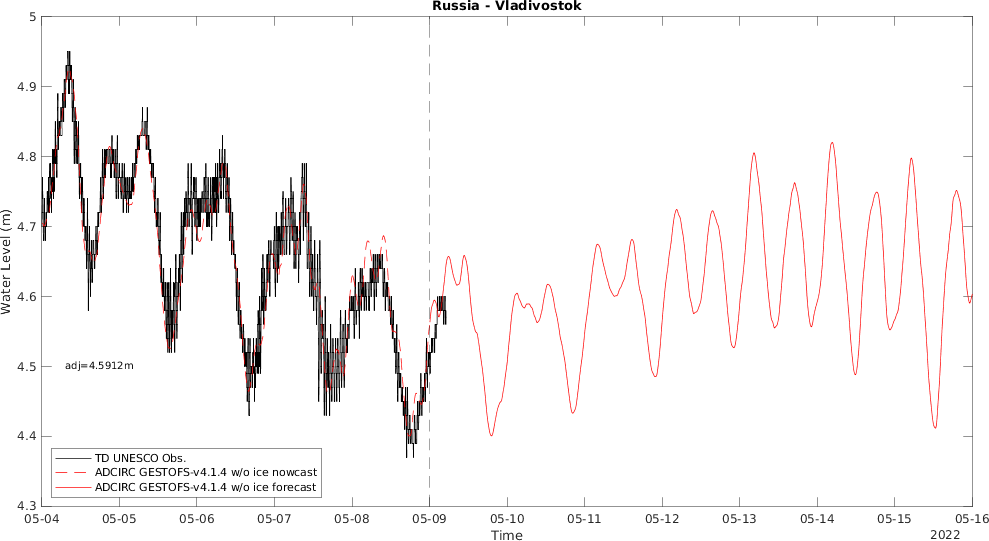 Russia - Vladivostok
5
4.9
4.8
4.7
4.6
4.5
4.4
4.3
Water Level (m)
adj=4.5912m
TD UNESCO Obs.
ADCIRC GESTOFS-v4.1.4 w/o ice nowcast
ADCIRC GESTOFS-v4.1.4 w/o ice forecast
05-04 05-05 05-06 05-07 05-08 05-09 05-10 05-11 05-12 05-13 05-14 05-15 05-16
Time
2022